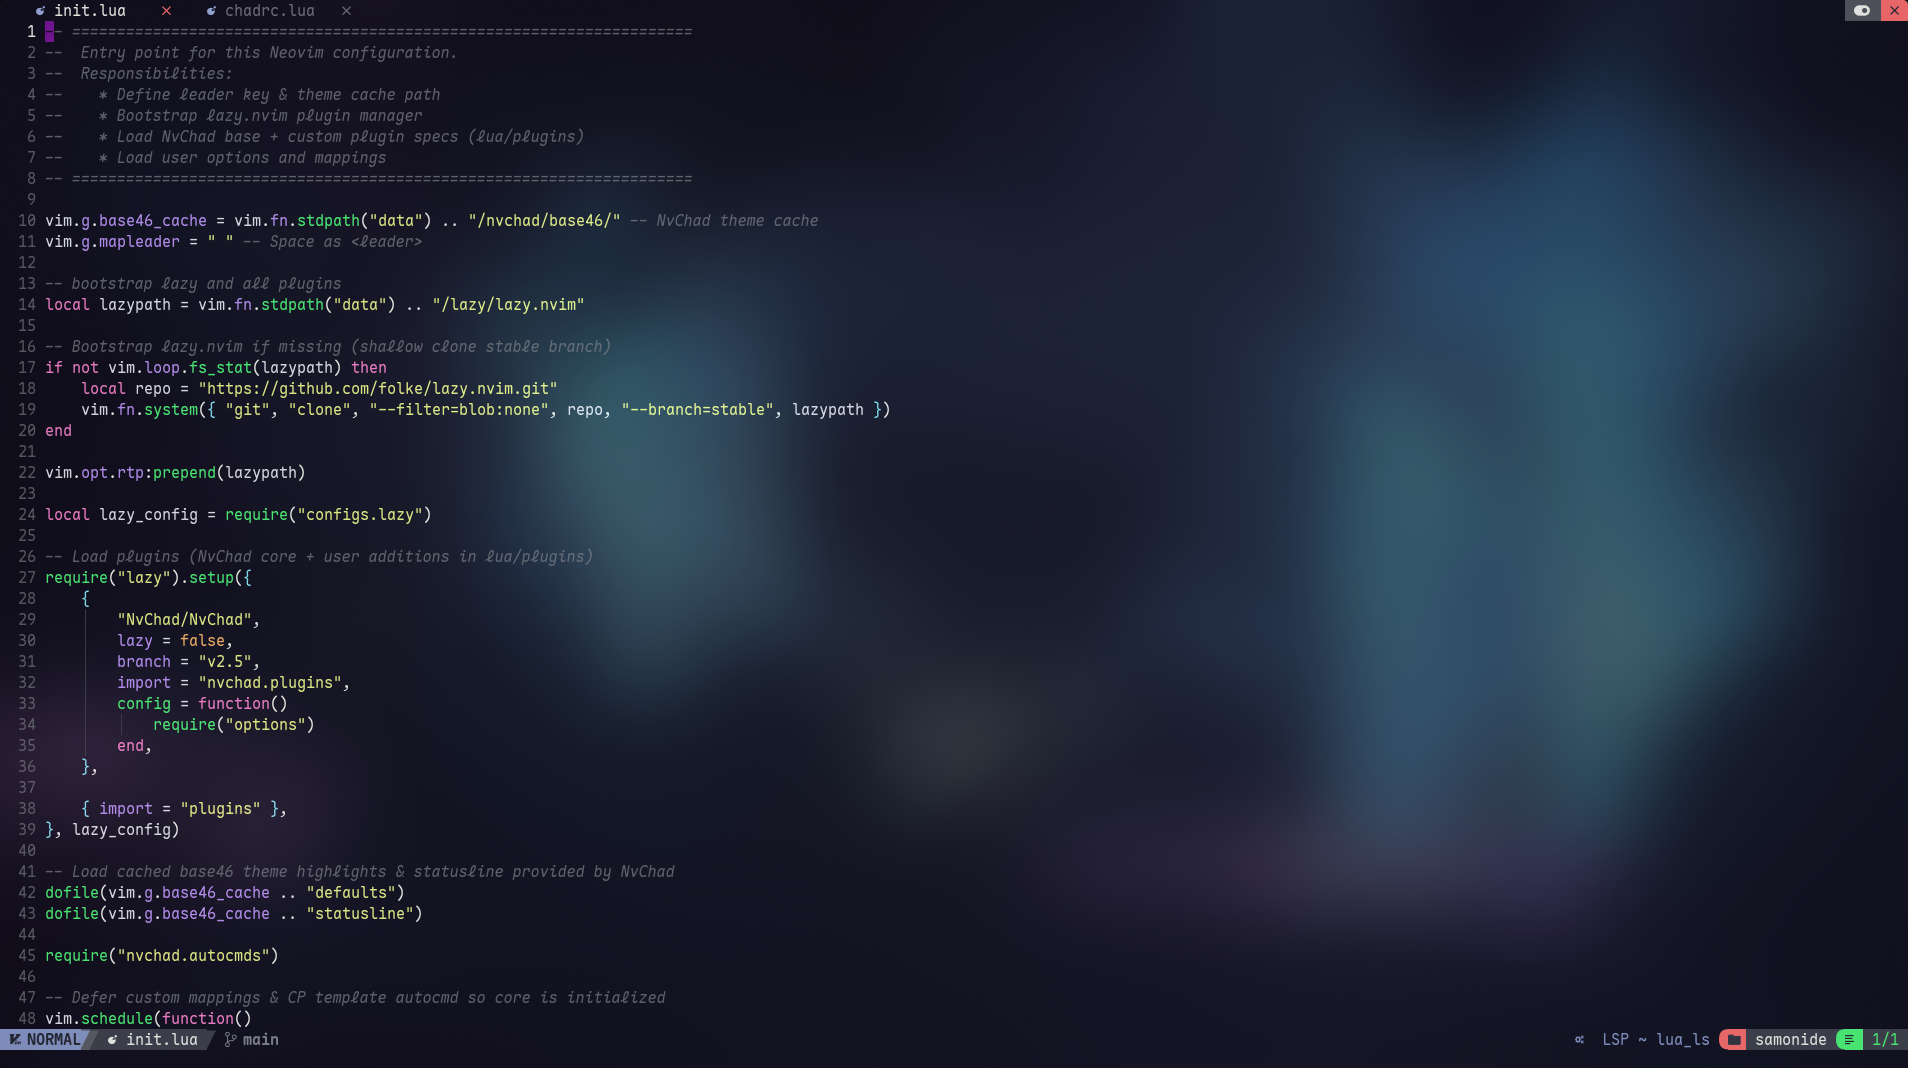 init.lua chadrc.lua
1 -- =====================================================================
2 --  Entry point for this Neovim configuration.
3 --  Responsibilities:
4 --    * Define leader key & theme cache path
5 --    * Bootstrap lazy.nvim plugin manager
6 --    * Load NvChad base + custom plugin specs (lua/plugins)
7 --    * Load user options and mappings
8 -- =====================================================================
9
10 vim.g.base46_cache = vim.fn.stdpath("data") .. "/nvchad/base46/" -- NvChad theme cache
11 vim.g.mapleader = " " -- Space as <leader>
12
13 -- bootstrap lazy and all plugins
14 local lazypath = vim.fn.stdpath("data") .. "/lazy/lazy.nvim"
15
16 -- Bootstrap lazy.nvim if missing (shallow clone stable branch)
17 if not vim.loop.fs_stat(lazypath) then
18     local repo = "https://github.com/folke/lazy.nvim.git"
19     vim.fn.system({ "git", "clone", "--filter=blob:none", repo, "--branch=stable", lazypath })
20 end
21
22 vim.opt.rtp:prepend(lazypath)
23
24 local lazy_config = require("configs.lazy")
25
26 -- Load plugins (NvChad core + user additions in lua/plugins)
27 require("lazy").setup({
28     {
29         "NvChad/NvChad",
30         lazy = false,
31         branch = "v2.5",
32         import = "nvchad.plugins",
33         config = function()
34             require("options")
35         end,
36     },
37
38     { import = "plugins" },
39 }, lazy_config)
40
41 -- Load cached base46 theme highlights & statusline provided by NvChad
42 dofile(vim.g.base46_cache .. "defaults")
43 dofile(vim.g.base46_cache .. "statusline")
44
45 require("nvchad.autocmds")
46
47 -- Defer custom mappings & CP template autocmd so core is initialized
48 vim.schedule(function()
NORMAL init.lua main LSP ~ lua_ls samonide 1/1